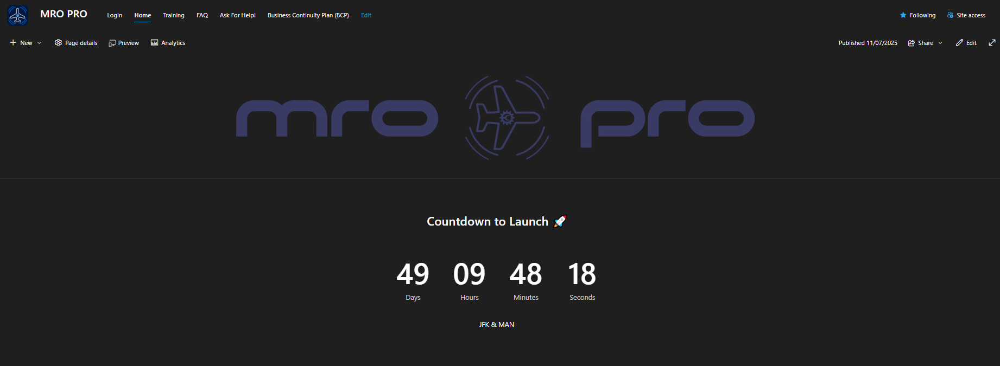 MRO PRO Login Home Training FAQ Ask For Help! Business Continuity Plan (BCP) Edit Following Site access
New Page details Preview Analytics Published 11/07/2025 Share Edit
mro pro
Countdown to Launch 🚀
49 09 48 18
Days Hours Minutes Seconds
JFK & MAN